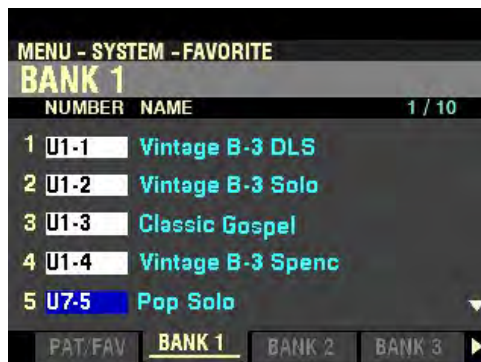 MENU - SYSTEM - FAVORITE
BANK 1
NUMBER NAME 1 / 10
1 U1-1 Vintage B-3 DLS
2 U1-2 Vintage B-3 Solo
3 U1-3 Classic Gospel
4 U1-4 Vintage B-3 Spenc
5 U7-5 Pop Solo
PAT/FAV BANK 1 BANK 2 BANK 3